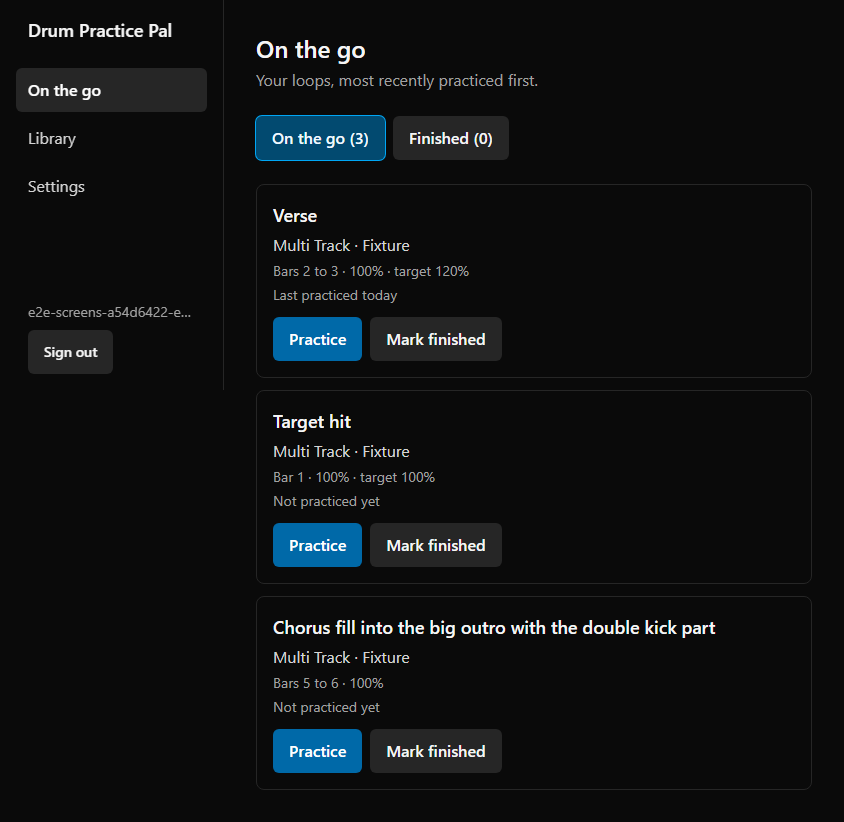 Drum Practice Pal
On the go
Library
Settings
e2e-screens-a54d6422-e...
Sign out
On the go
Your loops, most recently practiced first.
On the go (3)
Finished (0)
Verse
Multi Track · Fixture
Bars 2 to 3 · 100% · target 120%
Last practiced today
Practice
Mark finished
Target hit
Multi Track · Fixture
Bar 1 · 100% · target 100%
Not practiced yet
Practice
Mark finished
Chorus fill into the big outro with the double kick part
Multi Track · Fixture
Bars 5 to 6 · 100%
Not practiced yet
Practice
Mark finished